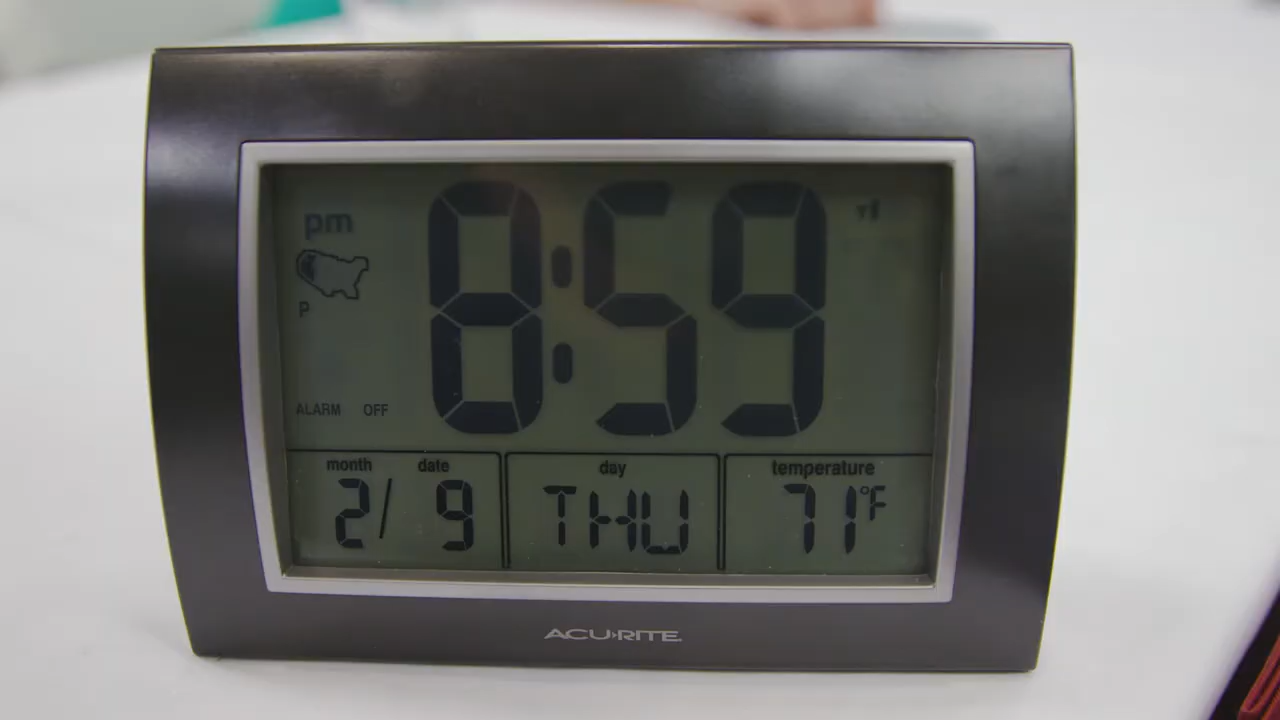 pm 8:59
P
ALARM OFF
month date day temperature
2/ 9 THU 71°F
ACU›RITE